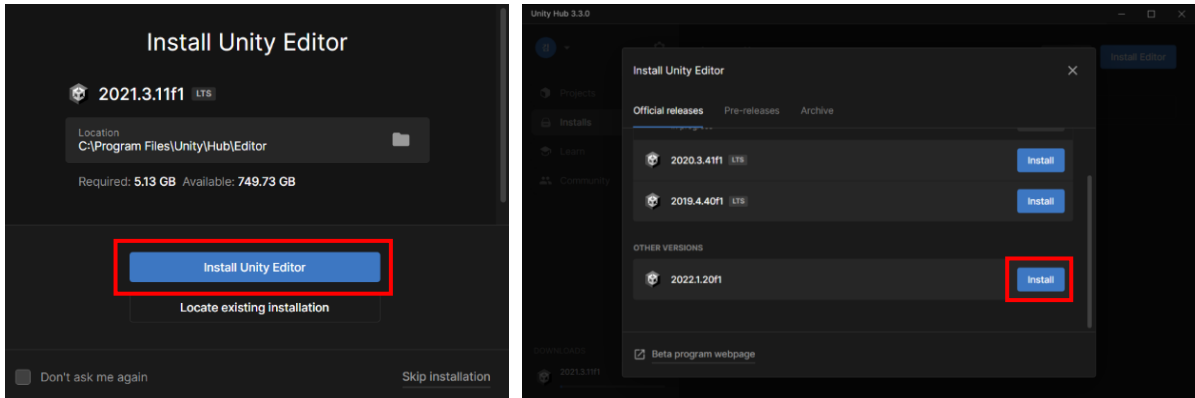 Install Unity Editor
2021.3.11f1 LTS
Location
C:\Program Files\Unity\Hub\Editor
Required: 5.13 GB Available: 749.73 GB
Install Unity Editor
Locate existing installation
Don't ask me again
Skip installation
Unity Hub 3.3.0
Install Editor
Projects
Installs
Learn
Community
Install Unity Editor
Official releases Pre-releases Archive
2020.3.41f1 LTS Install
2019.4.40f1 LTS Install
OTHER VERSIONS
2022.1.20f1 Install
Beta program webpage
DOWNLOADS
2021.3.11f1